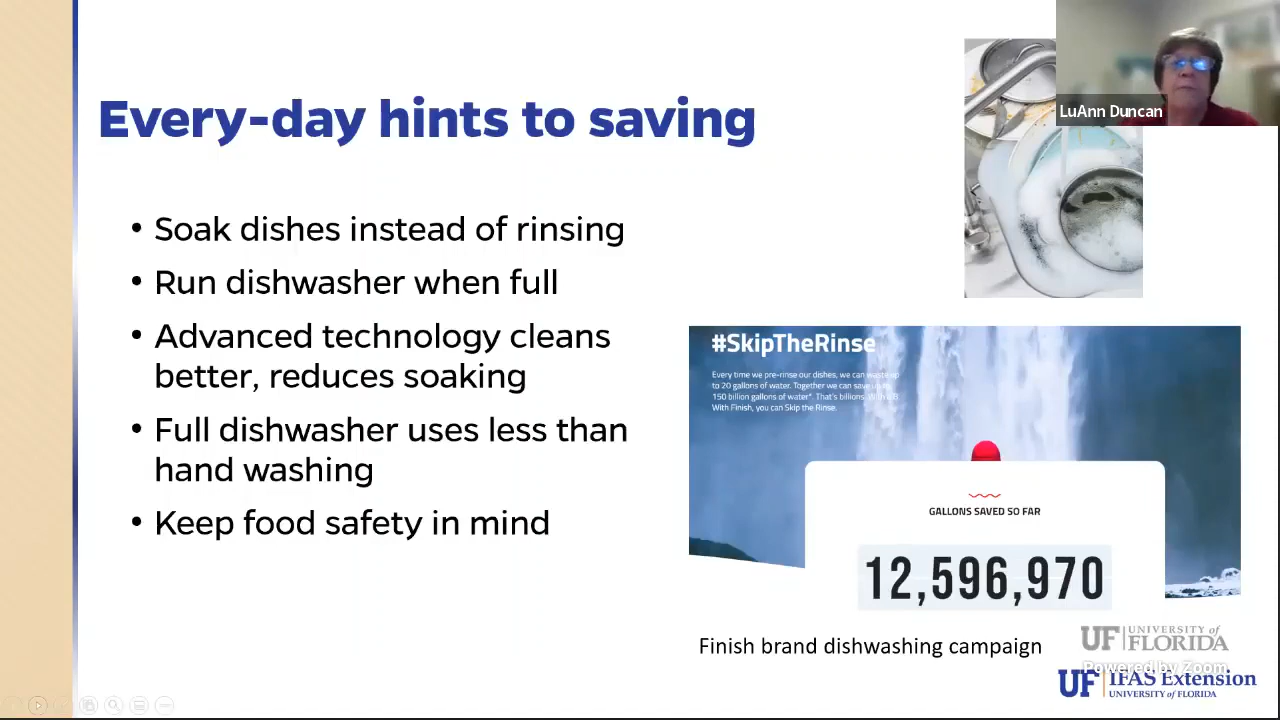 LuAnn Duncan
Every-day hints to saving
• Soak dishes instead of rinsing
• Run dishwasher when full
• Advanced technology cleans
better, reduces soaking
• Full dishwasher uses less than
hand washing
• Keep food safety in mind
#SkipTheRinse
Every time we pre-rinse our dishes, we can waste up
to 20 gallons of water. Together we can save up to
150 billion gallons of water*. That's billions. With a B.
With Finish, you can Skip the Rinse.
GALLONS SAVED SO FAR
12,596,970
Finish brand dishwashing campaign
UF UNIVERSITY of
FLORIDA
Powered by Zoom
UF IFAS Extension
UNIVERSITY of FLORIDA